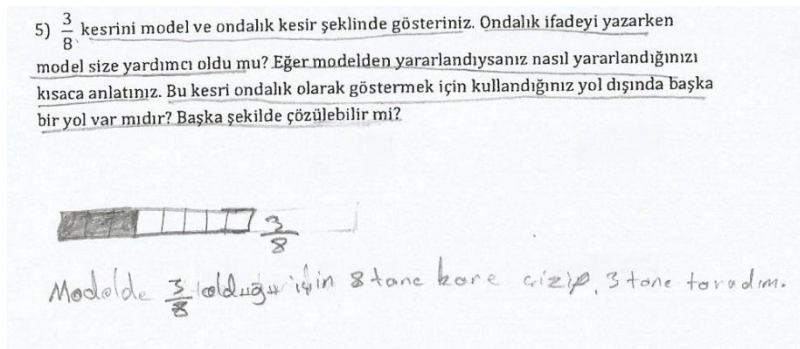 5) 3/8 kesrini model ve ondalık kesir şeklinde gösteriniz. Ondalık ifadeyi yazarken
model size yardımcı oldu mu? Eğer modelden yararlandıysanız nasıl yararlandığınızı
kısaca anlatınız. Bu kesri ondalık olarak göstermek için kullandığınız yol dışında başka
bir yol var mıdır? Başka şekilde çözülebilir mi?
3/8
Modelde 3/8 olduğu için 8 tane kare çizip, 3 tane taradım.